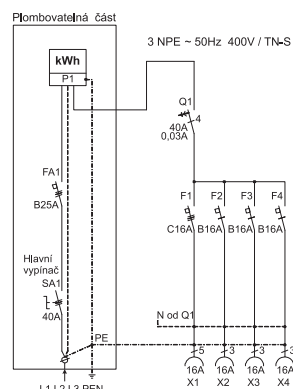 Plombovatelná část
3 NPE ~ 50Hz 400V / TN-S
kWh
P1
Q1
4
40A
0,03A
FA1
B25A
F1 F2 F3 F4
C16A B16A B16A B16A
Hlavní
vypínač
SA1
40A
N od Q1
PE
5 3 3 3
16A 16A 16A 16A
X1 X2 X3 X4
L1 L2 L3 PEN